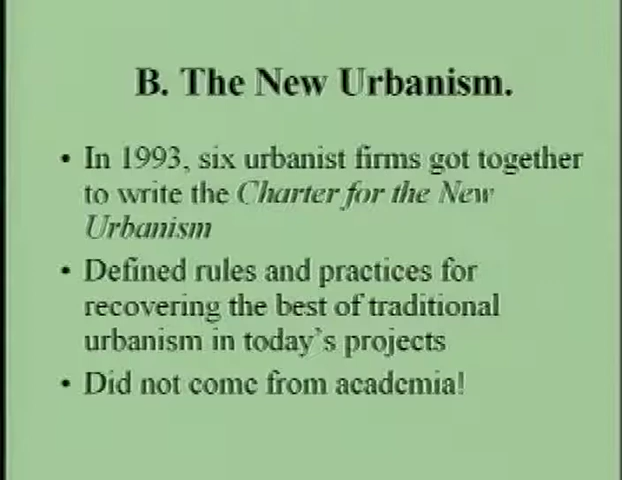 B. The New Urbanism.
• In 1993, six urbanist firms got together
to write the Charter for the New
Urbanism
• Defined rules and practices for
recovering the best of traditional
urbanism in today's projects
• Did not come from academia!